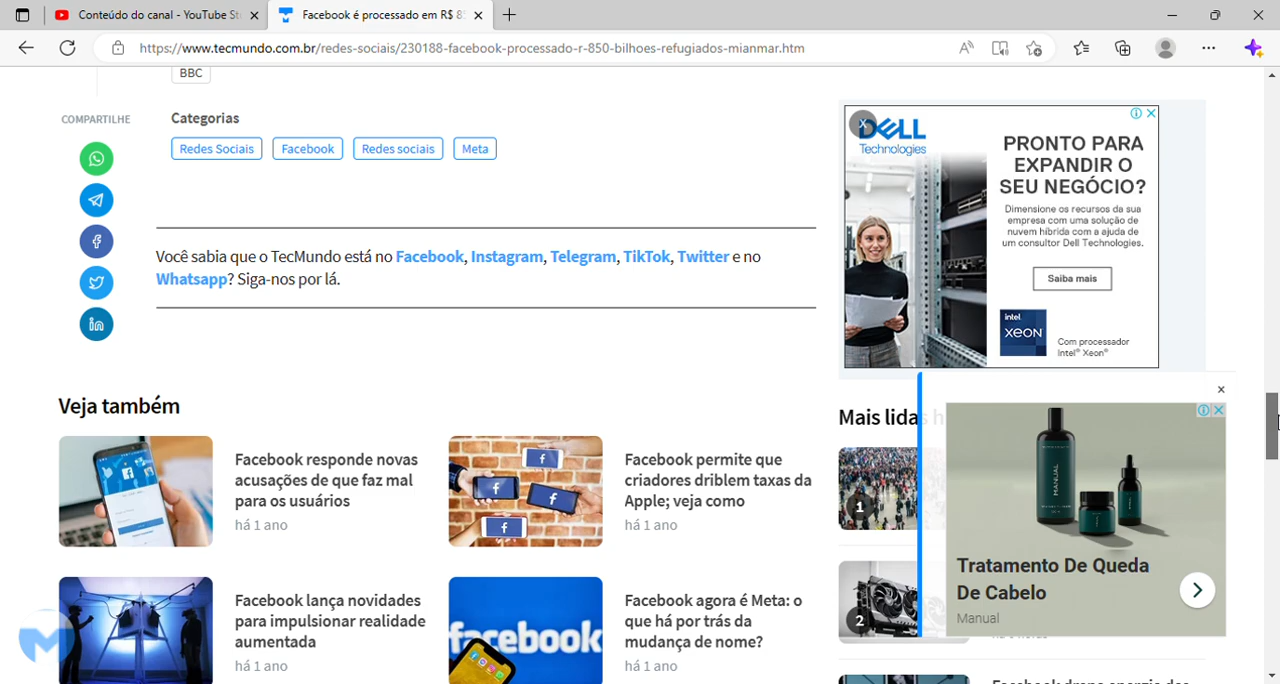 Conteúdo do canal - YouTube St
Facebook é processado em R$ 85
https://www.tecmundo.com.br/redes-sociais/230188-facebook-processado-r-850-bilhoes-refugiados-mianmar.htm
BBC
COMPARTILHE
Categorias
Redes Sociais
Facebook
Redes sociais
Meta
Você sabia que o TecMundo está no Facebook, Instagram, Telegram, TikTok, Twitter e no
Whatsapp? Siga-nos por lá.
Veja também
Facebook responde novas
acusações de que faz mal
para os usuários
há 1 ano
Facebook permite que
criadores driblem taxas da
Apple; veja como
há 1 ano
Facebook lança novidades
para impulsionar realidade
aumentada
há 1 ano
facebook
Facebook agora é Meta: o
que há por trás da
mudança de nome?
há 1 ano
DELL
Technologies
PRONTO PARA
EXPANDIR O
SEU NEGÓCIO?
Dimensione os recursos da sua
empresa com uma solução de
nuvem híbrida com a ajuda de
um consultor Dell Technologies.
Saiba mais
intel
XEON
Com processador
Intel® Xeon®
Mais lidas h
1
2
MANUAL
Tratamento De Queda
De Cabelo
Manual